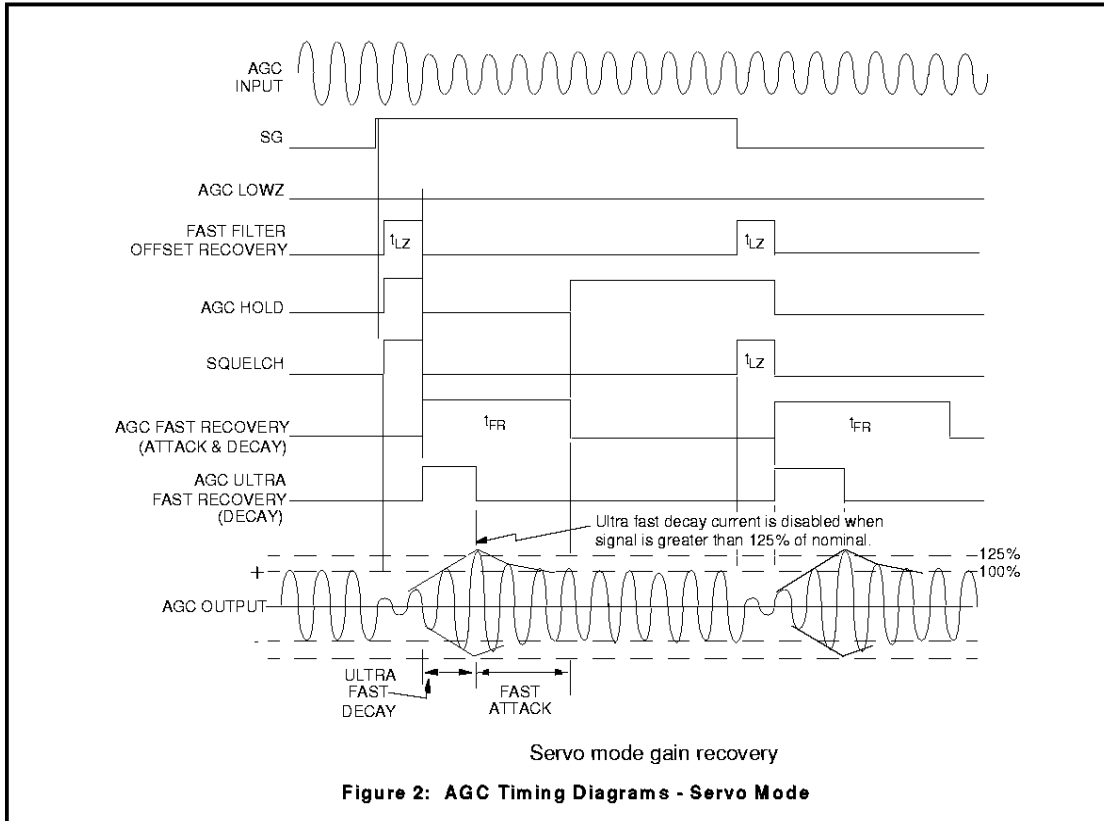 AGC
INPUT
SG
AGC LOWZ
FAST FILTER
OFFSET RECOVERY
tLZ
tLZ
AGC HOLD
SQUELCH
tLZ
AGC FAST RECOVERY
(ATTACK & DECAY)
tFR
tFR
AGC ULTRA
FAST RECOVERY
(DECAY)
Ultra fast decay current is disabled when
signal is greater than 125% of nominal.
125%
+
100%
AGC OUTPUT
-
ULTRA
FAST
DECAY
FAST
ATTACK
Servo mode gain recovery
Figure 2: AGC Timing Diagrams - Servo Mode